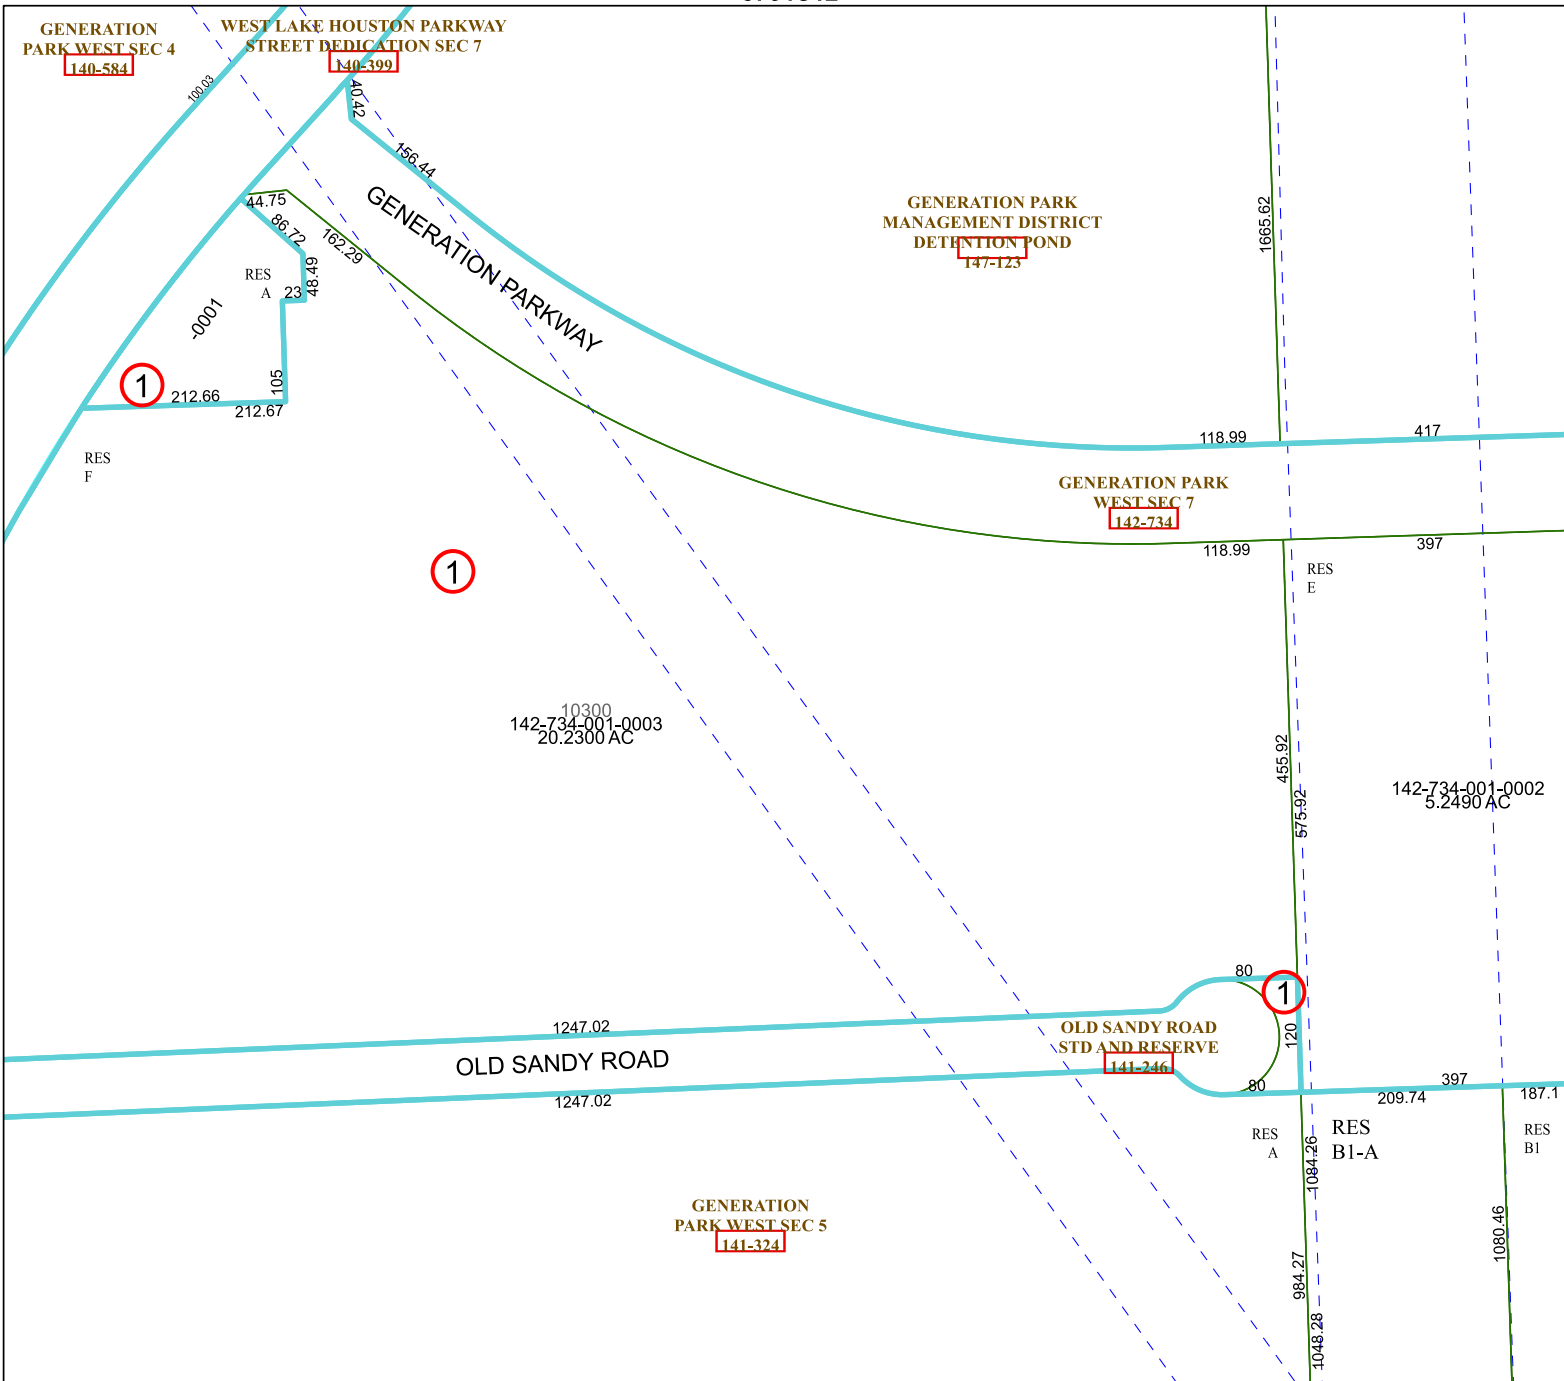 GENERATION
PARK WEST SEC 4
140-584
WEST LAKE HOUSTON PARKWAY
STREET DEDICATION SEC 7
140-399
100.03
40.42
156.44
GENERATION PARKWAY
44.75
86.72
162.29
48.49
RES
A
23
-0001
105
1
212.66
212.67
RES
F
GENERATION PARK
MANAGEMENT DISTRICT
DETENTION POND
147-123
1665.62
118.99
417
GENERATION PARK
WEST SEC 7
142-734
118.99
397
RES
E
1
10300
142-734-001-0003
20.2300 AC
455.92
575.92
142-734-001-0002
5.2490 AC
80
1
120
1247.02
OLD SANDY ROAD
1247.02
OLD SANDY ROAD
STD AND RESERVE
141-246
80
397
209.74
187.1
RES
A
RES
B1-A
RES
B1
1084.26
984.27
1048.28
1080.46
GENERATION
PARK WEST SEC 5
141-324